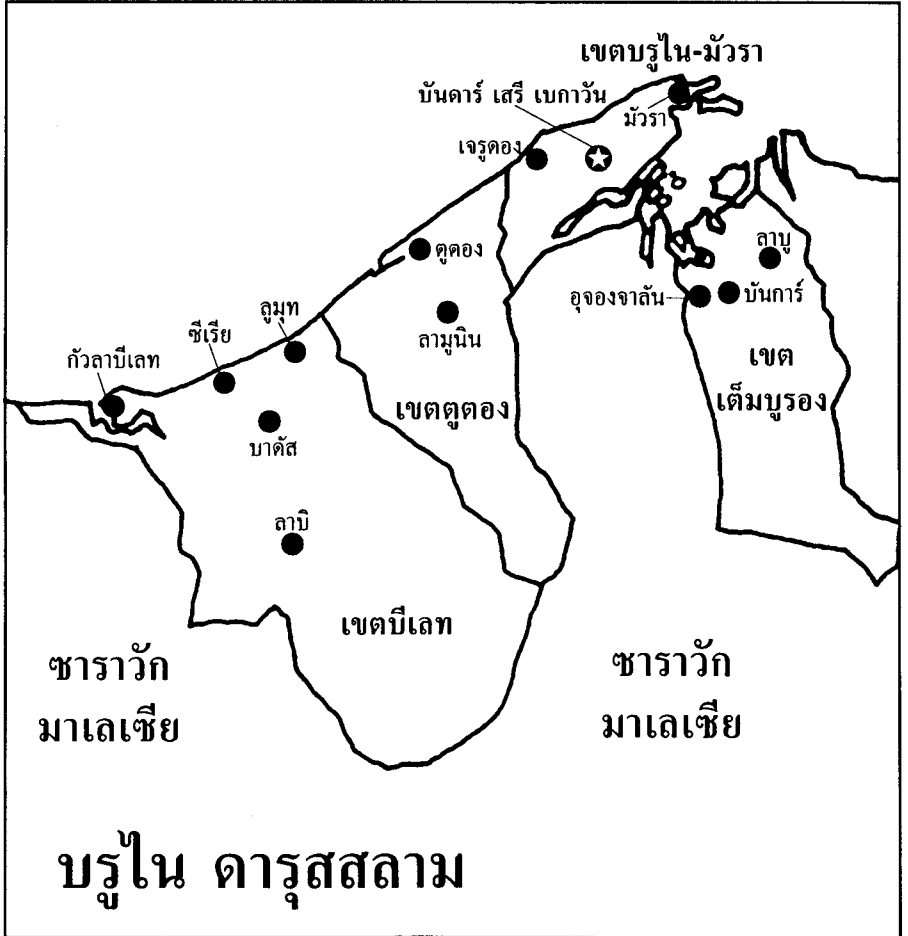 เขตบรูไน-มัวรา
บันดาร์ เสรี เบกาวัน
มัวรา
เจรูดอง
ตูตอง
ลาบู
อุจองจาลัน
บันการ์
ลูมุท
ลามูนิน
ซีเรีย
กัวลาบีเลท
เขต
เต็มบูรอง
เขตตูตอง
บาดัส
ลาบิ
เขตบีเลท
ซาราวัก
มาเลเซีย
ซาราวัก
มาเลเซีย
บรูไน ดารุสสลาม